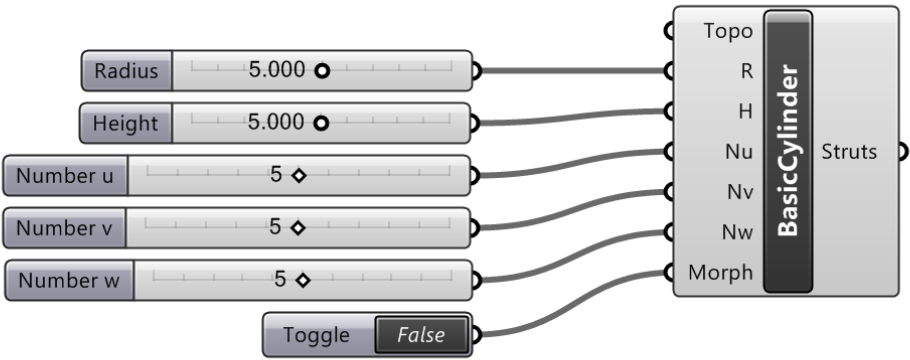 Radius 5.000
Height 5.000
Number u 5
Number v 5
Number w 5
Toggle False
Topo
R
H
Nu
Nv
Nw
Morph
BasicCylinder
Struts